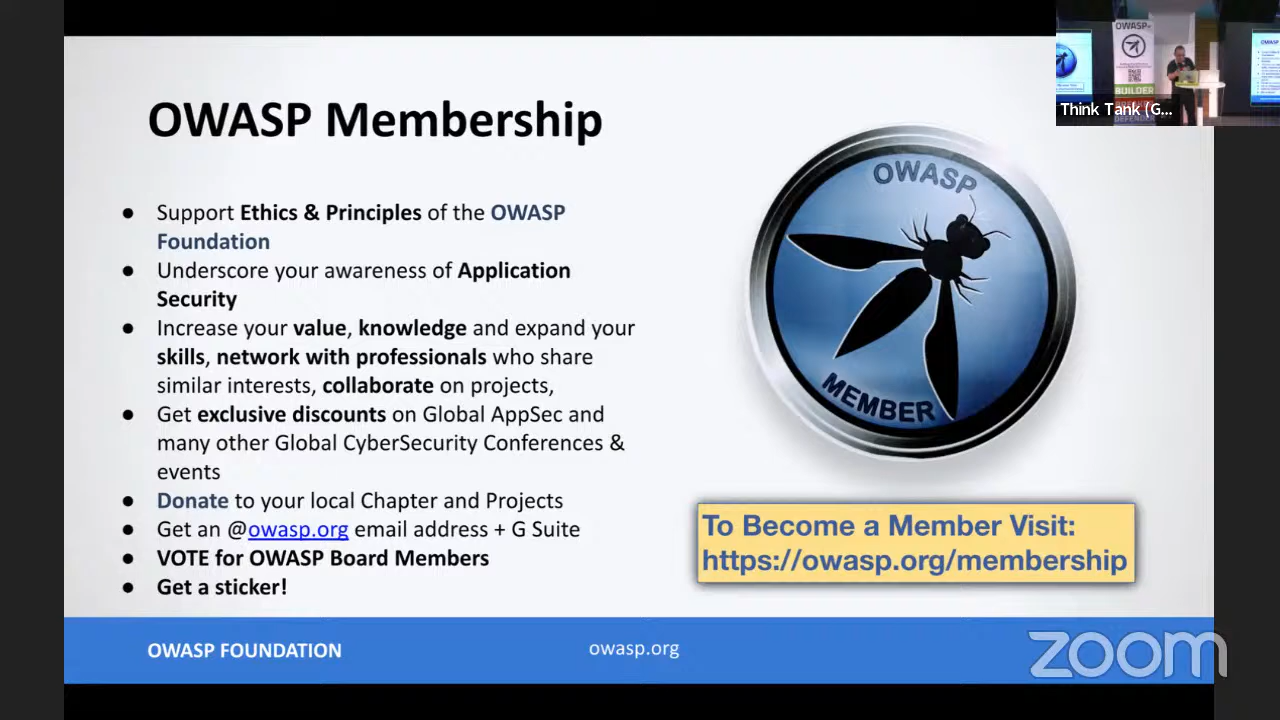 OWASP Membership
● Support Ethics & Principles of the OWASP
Foundation
● Underscore your awareness of Application
Security
● Increase your value, knowledge and expand your
skills, network with professionals who share
similar interests, collaborate on projects,
● Get exclusive discounts on Global AppSec and
many other Global CyberSecurity Conferences &
events
● Donate to your local Chapter and Projects
● Get an @owasp.org email address + G Suite
● VOTE for OWASP Board Members
● Get a sticker!
OWASP
MEMBER
To Become a Member Visit:
https://owasp.org/membership
OWASP FOUNDATION
owasp.org
zoom
OWASP
BUILDER
DEFENDER
Think Tank (G...